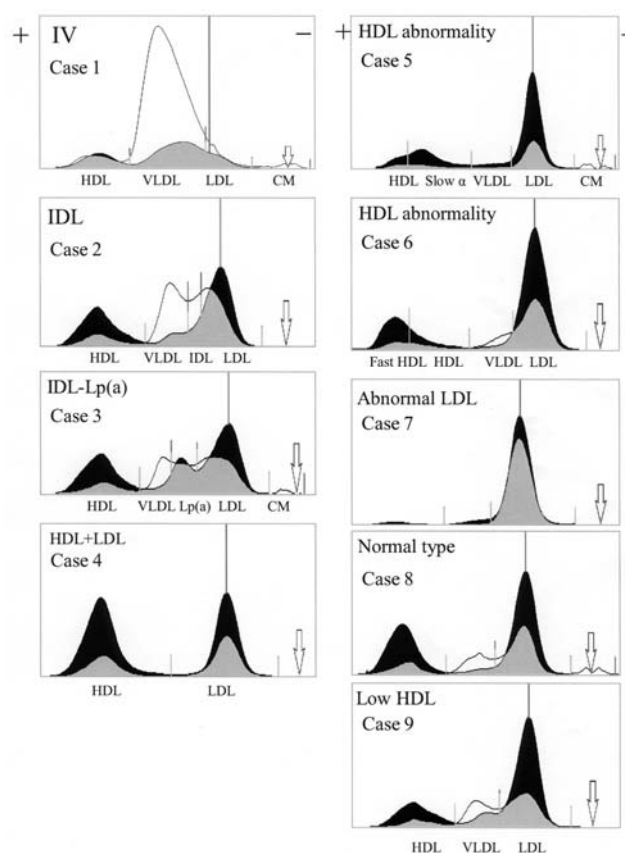 + IV −
Case 1
HDL VLDL LDL CM
IDL
Case 2
HDL VLDL IDL LDL
IDL-Lp(a)
Case 3
HDL VLDL Lp(a) LDL CM
HDL+LDL
Case 4
HDL LDL
+ HDL abnormality -
Case 5
HDL Slow α VLDL LDL CM
HDL abnormality
Case 6
Fast HDL HDL VLDL LDL
Abnormal LDL
Case 7
Normal type
Case 8
Low HDL
Case 9
HDL VLDL LDL